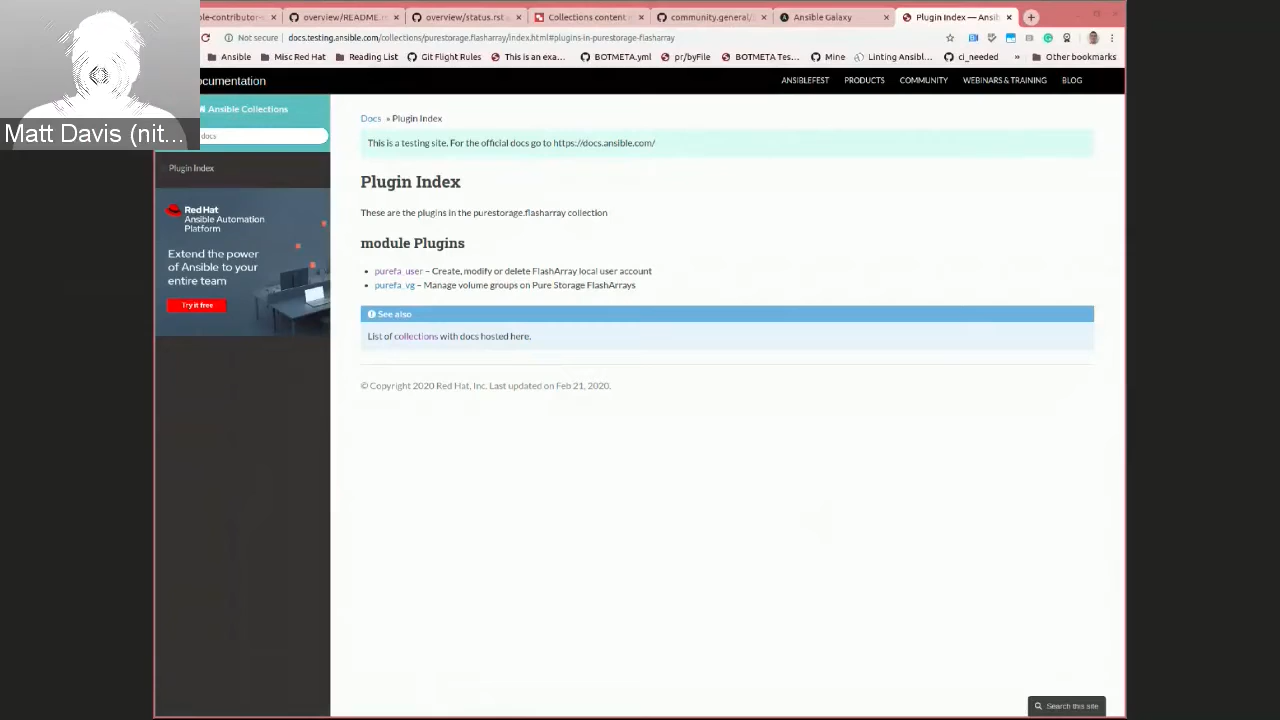 ble-contributor-
overview/README.r
overview/status.rst
Collections content
community.general/
Ansible Galaxy
Plugin Index — Ansi
Not secure
docs.testing.ansible.com/collections/purestorage.flasharray/index.html#plugins-in-purestorage-flasharray
Ansible
Misc Red Hat
Reading List
Git Flight Rules
This is an exa...
BOTMETA.yml
pr/byFile
BOTMETA Tes...
Mine
Linting Ansibl...
ci_needed
»
Other bookmarks
ocumentation
ANSIBLEFEST
PRODUCTS
COMMUNITY
WEBINARS & TRAINING
BLOG
Matt Davis (nit...
Ansible Collections
docs
Plugin Index
Red Hat
Ansible Automation
Platform
Extend the power
of Ansible to your
entire team
Try it free
Docs » Plugin Index
This is a testing site. For the official docs go to https://docs.ansible.com/
Plugin Index
These are the plugins in the purestorage.flasharray collection
module Plugins
• purefa_user – Create, modify or delete FlashArray local user account
• purefa_vg – Manage volume groups on Pure Storage FlashArrays
See also
List of collections with docs hosted here.
© Copyright 2020 Red Hat, Inc. Last updated on Feb 21, 2020.
Search this site